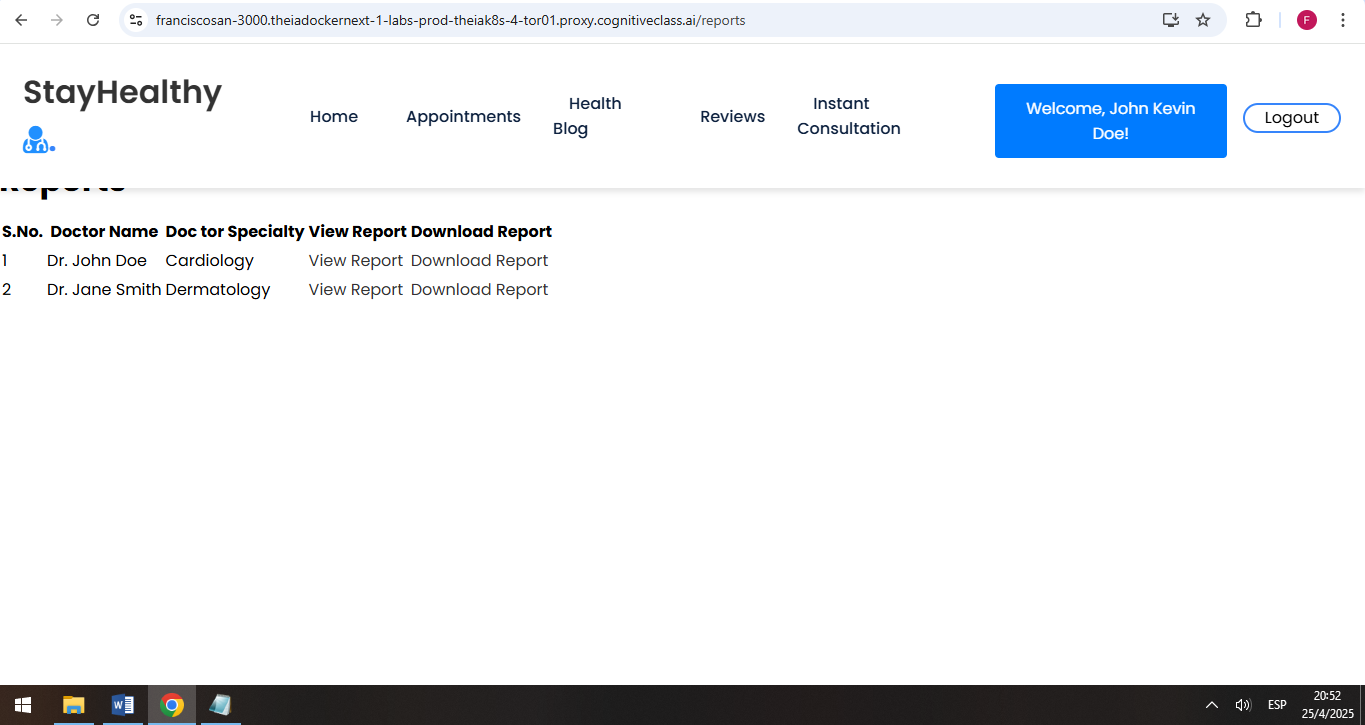 franciscosan-3000.theiadockernext-1-labs-prod-theiak8s-4-tor01.proxy.cognitiveclass.ai/reports
F
StayHealthy
Home
Appointments
Health
Blog
Reviews
Instant
Consultation
Welcome, John Kevin
Doe!
Logout
Reports
S.No. Doctor Name Doc tor Specialty View Report Download Report
1 Dr. John Doe Cardiology View Report Download Report
2 Dr. Jane Smith Dermatology View Report Download Report
W
ESP
20:52
25/4/2025